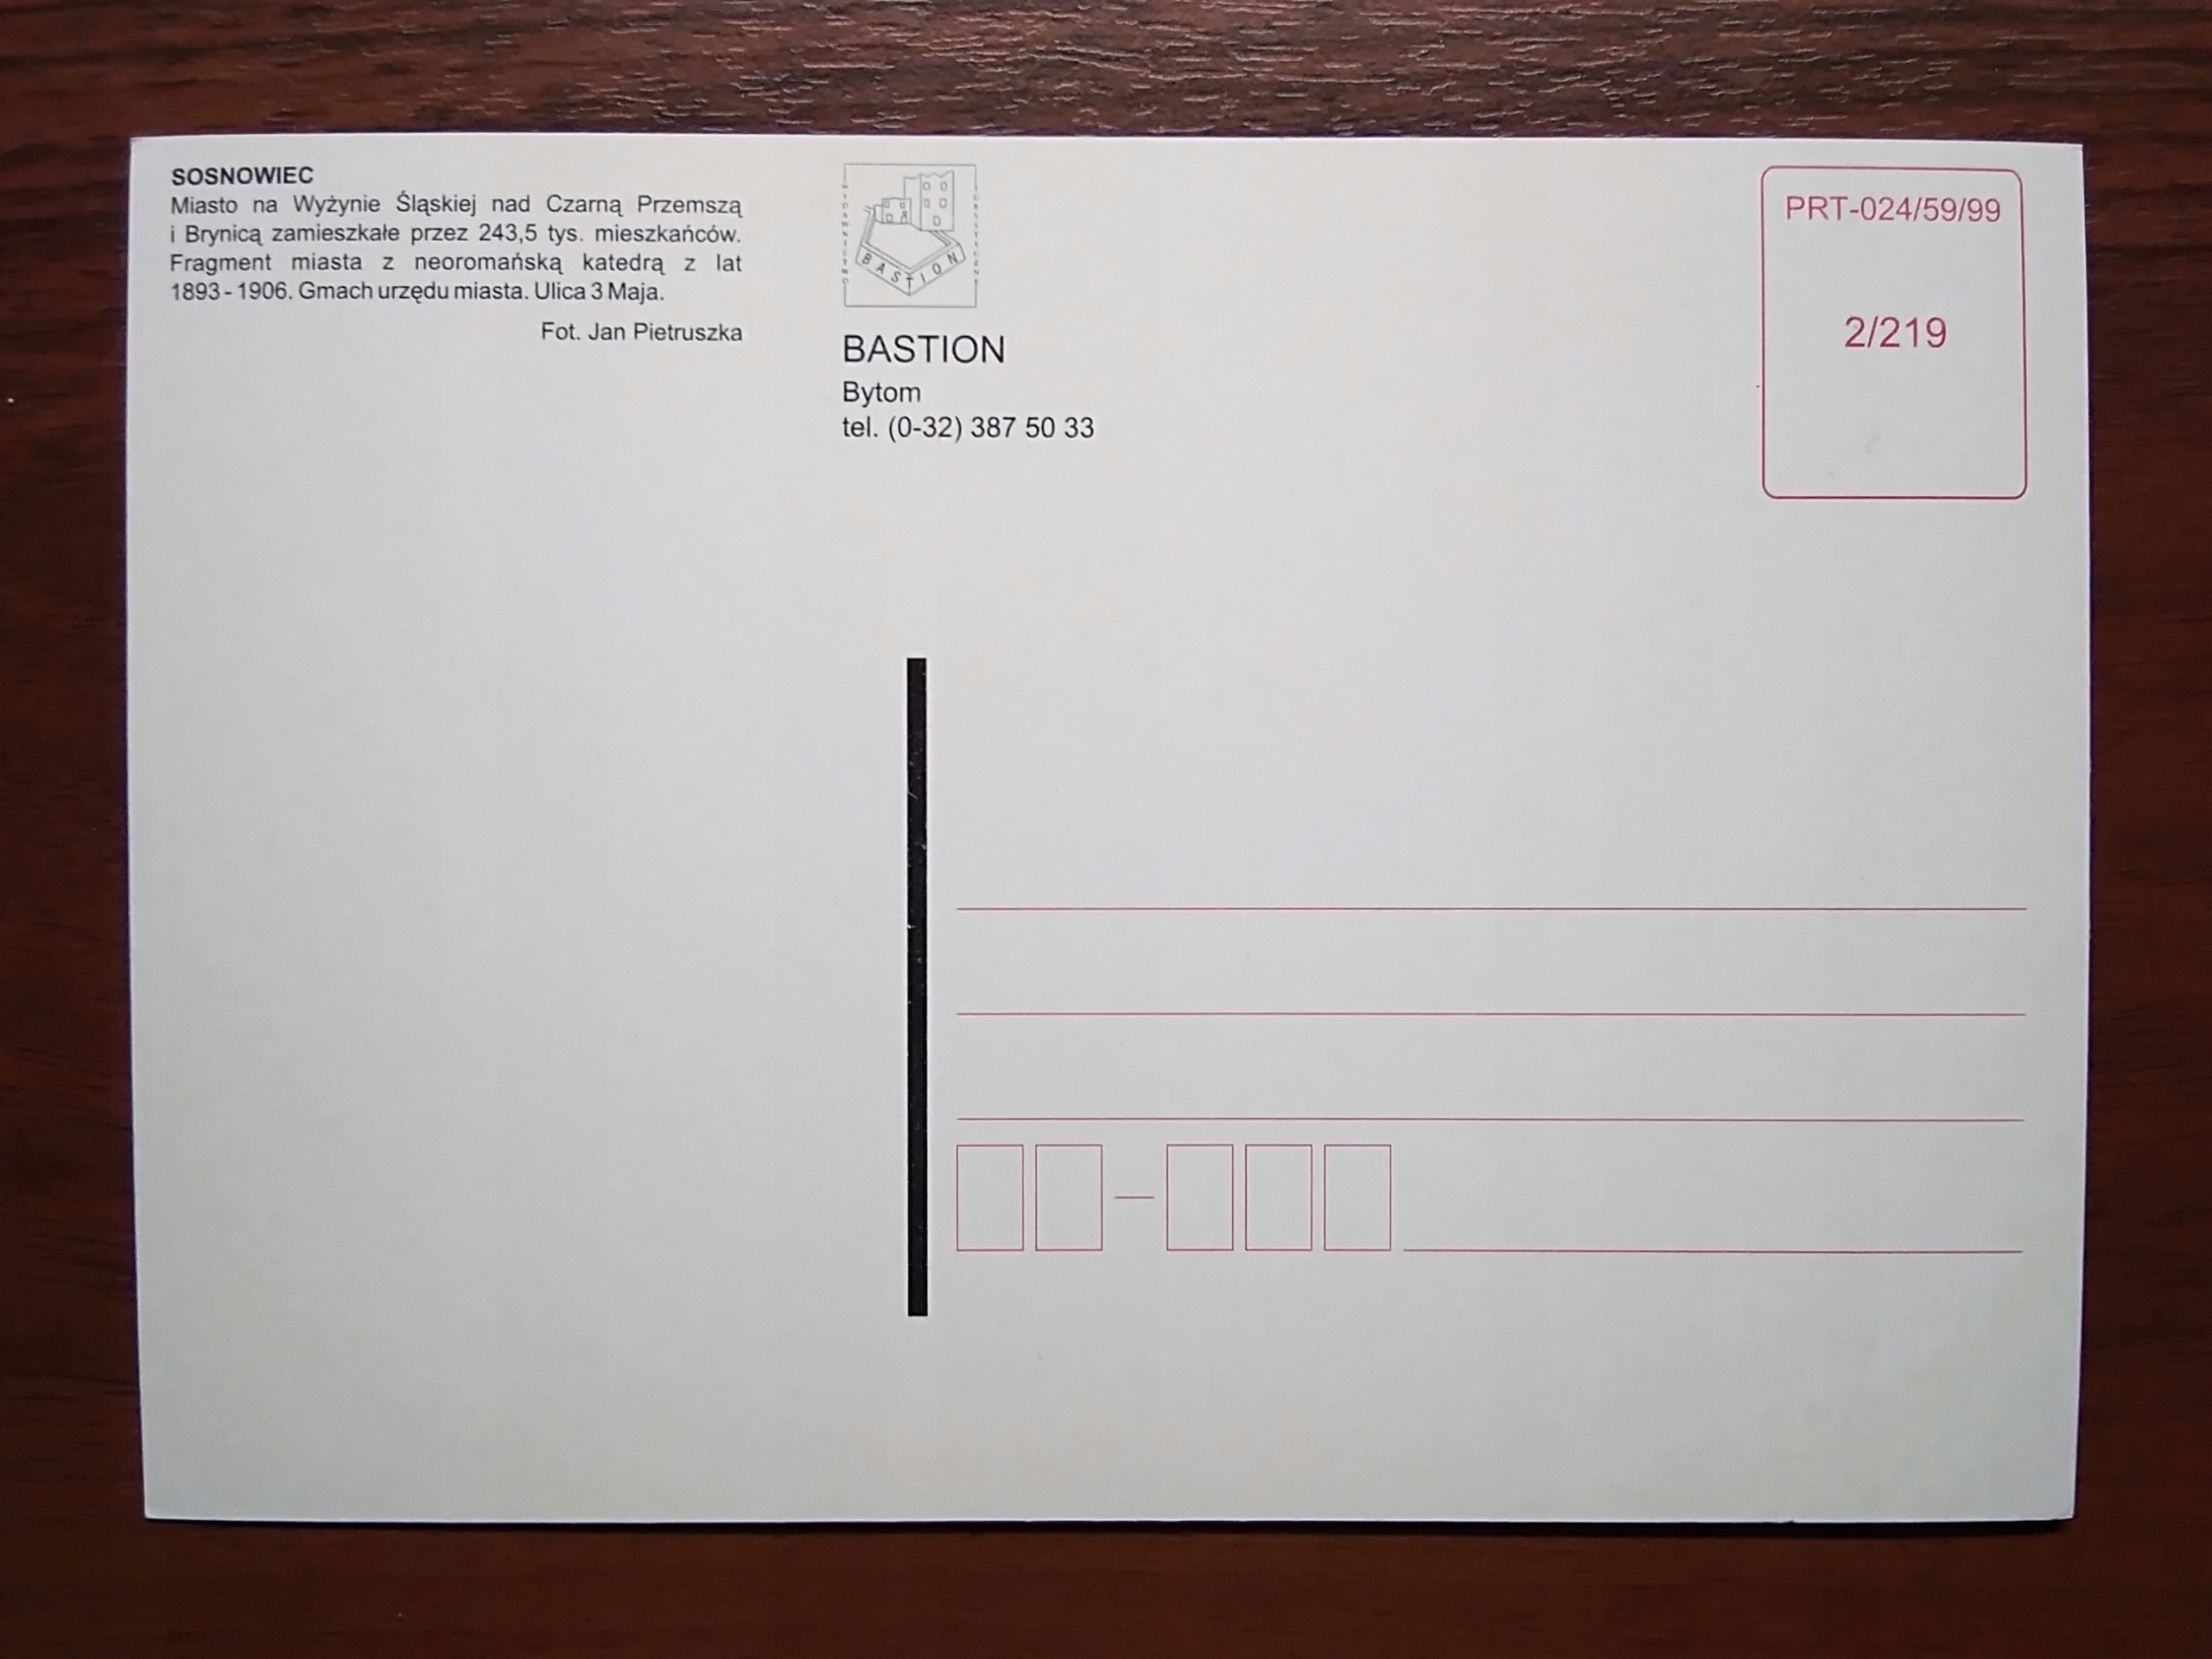 SOSNOWIEC
Miasto na Wyżynie Śląskiej nad Czarną Przemszą
i Brynicą zamieszkałe przez 243,5 tys. mieszkańców.
Fragment miasta z neoromańską katedrą z lat
1893 - 1906. Gmach urzędu miasta. Ulica 3 Maja.
Fot. Jan Pietruszka
BASTION
BASTION
Bytom
tel. (0-32) 387 50 33
PRT-024/59/99
2/219